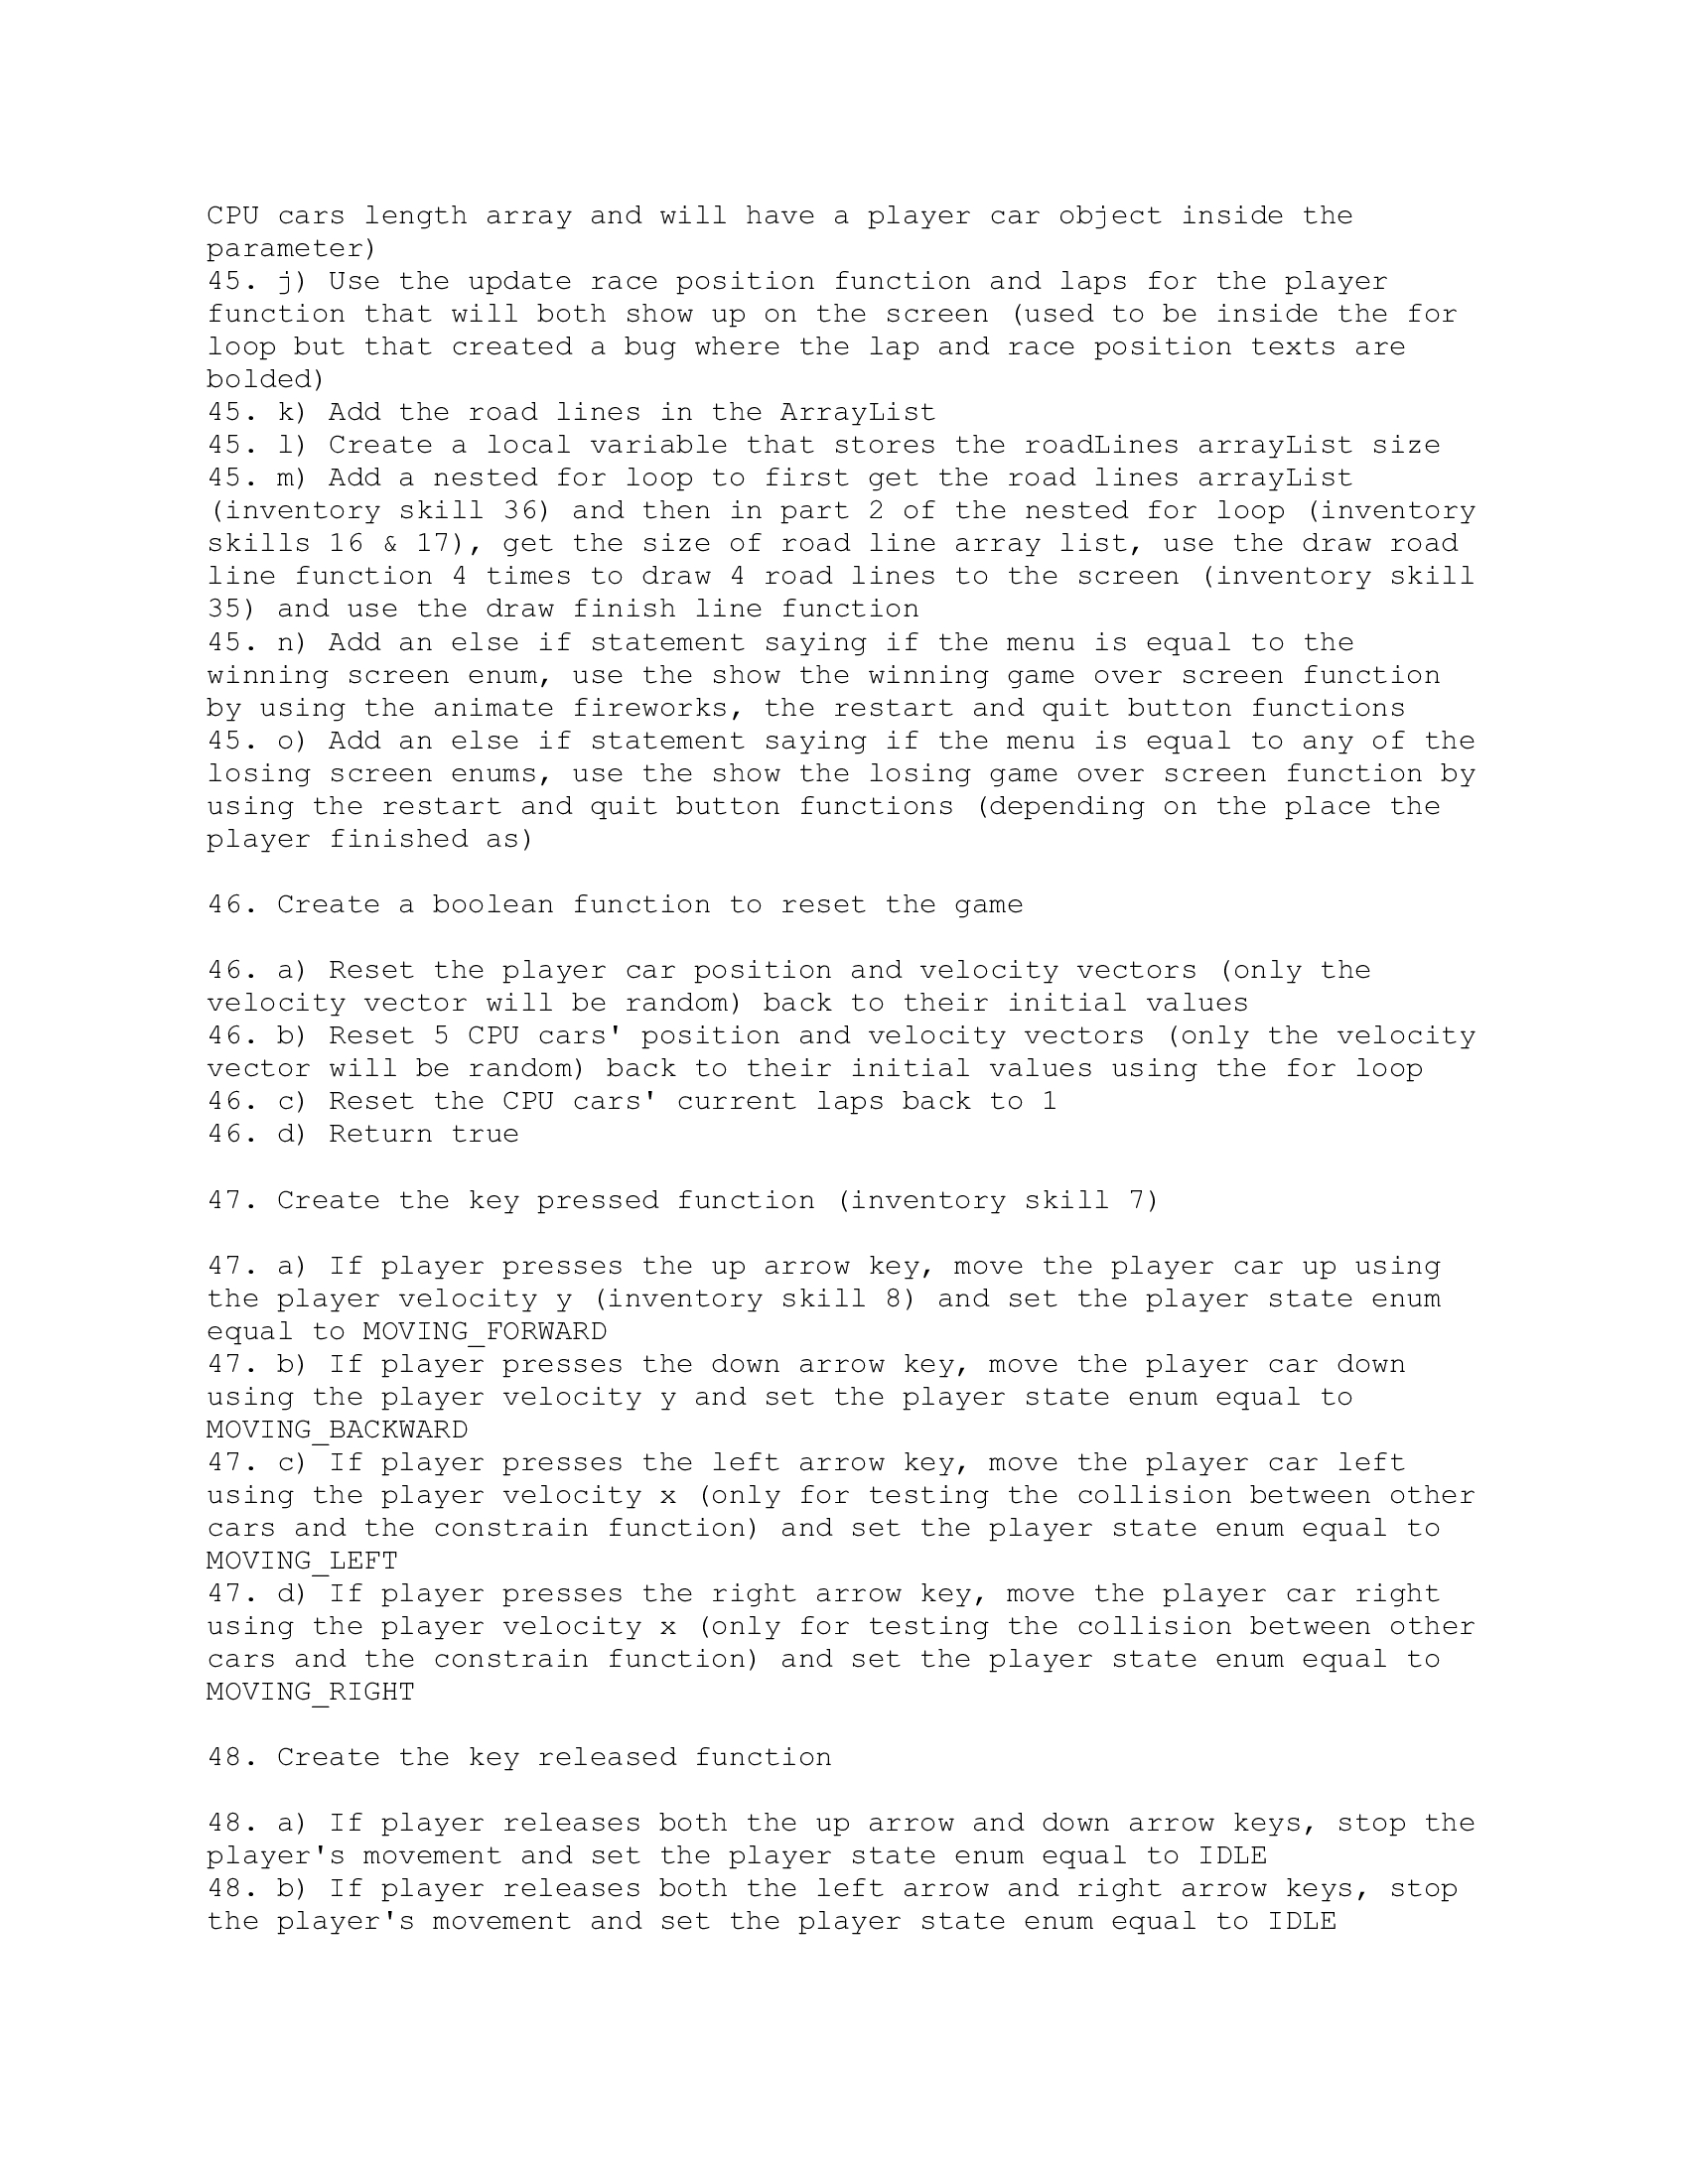 CPU cars length array and will have a player car object inside the
parameter)
45. j) Use the update race position function and laps for the player
function that will both show up on the screen (used to be inside the for
loop but that created a bug where the lap and race position texts are
bolded)
45. k) Add the road lines in the ArrayList
45. l) Create a local variable that stores the roadLines arrayList size
45. m) Add a nested for loop to first get the road lines arrayList
(inventory skill 36) and then in part 2 of the nested for loop (inventory
skills 16 & 17), get the size of road line array list, use the draw road
line function 4 times to draw 4 road lines to the screen (inventory skill
35) and use the draw finish line function
45. n) Add an else if statement saying if the menu is equal to the
winning screen enum, use the show the winning game over screen function
by using the animate fireworks, the restart and quit button functions
45. o) Add an else if statement saying if the menu is equal to any of the
losing screen enums, use the show the losing game over screen function by
using the restart and quit button functions (depending on the place the
player finished as)
46. Create a boolean function to reset the game
46. a) Reset the player car position and velocity vectors (only the
velocity vector will be random) back to their initial values
46. b) Reset 5 CPU cars' position and velocity vectors (only the velocity
vector will be random) back to their initial values using the for loop
46. c) Reset the CPU cars' current laps back to 1
46. d) Return true
47. Create the key pressed function (inventory skill 7)
47. a) If player presses the up arrow key, move the player car up using
the player velocity y (inventory skill 8) and set the player state enum
equal to MOVING_FORWARD
47. b) If player presses the down arrow key, move the player car down
using the player velocity y and set the player state enum equal to
MOVING_BACKWARD
47. c) If player presses the left arrow key, move the player car left
using the player velocity x (only for testing the collision between other
cars and the constrain function) and set the player state enum equal to
MOVING_LEFT
47. d) If player presses the right arrow key, move the player car right
using the player velocity x (only for testing the collision between other
cars and the constrain function) and set the player state enum equal to
MOVING_RIGHT
48. Create the key released function
48. a) If player releases both the up arrow and down arrow keys, stop the
player's movement and set the player state enum equal to IDLE
48. b) If player releases both the left arrow and right arrow keys, stop
the player's movement and set the player state enum equal to IDLE